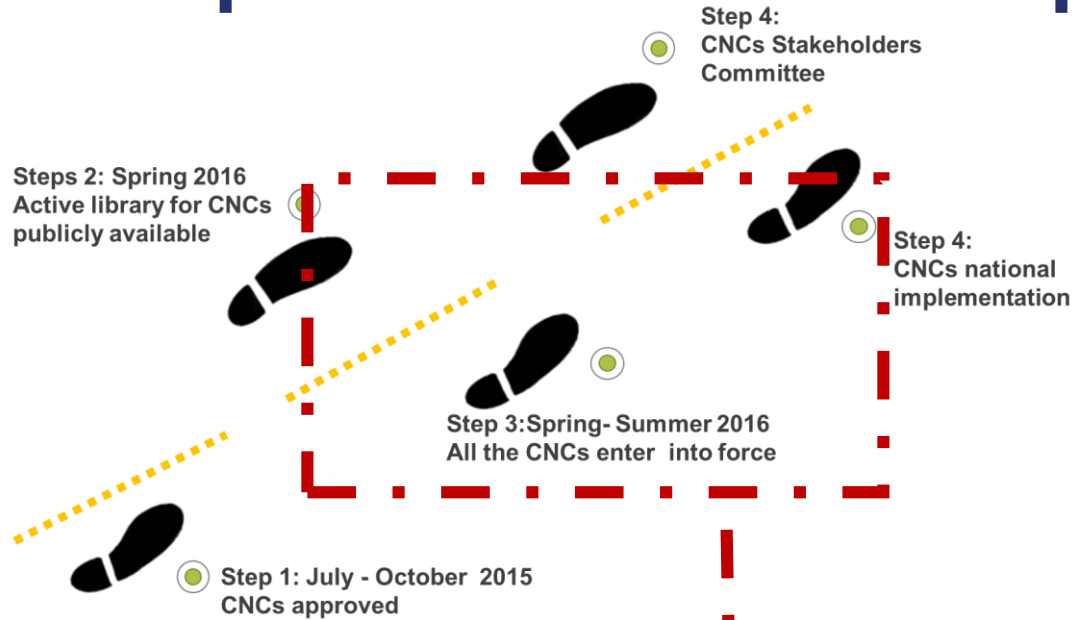 Step 4:
CNCs Stakeholders
Committee
Steps 2: Spring 2016
Active library for CNCs
publicly available
Step 4:
CNCs national
implementation
Step 3:Spring- Summer 2016
All the CNCs enter  into force
Step 1: July - October  2015
CNCs approved